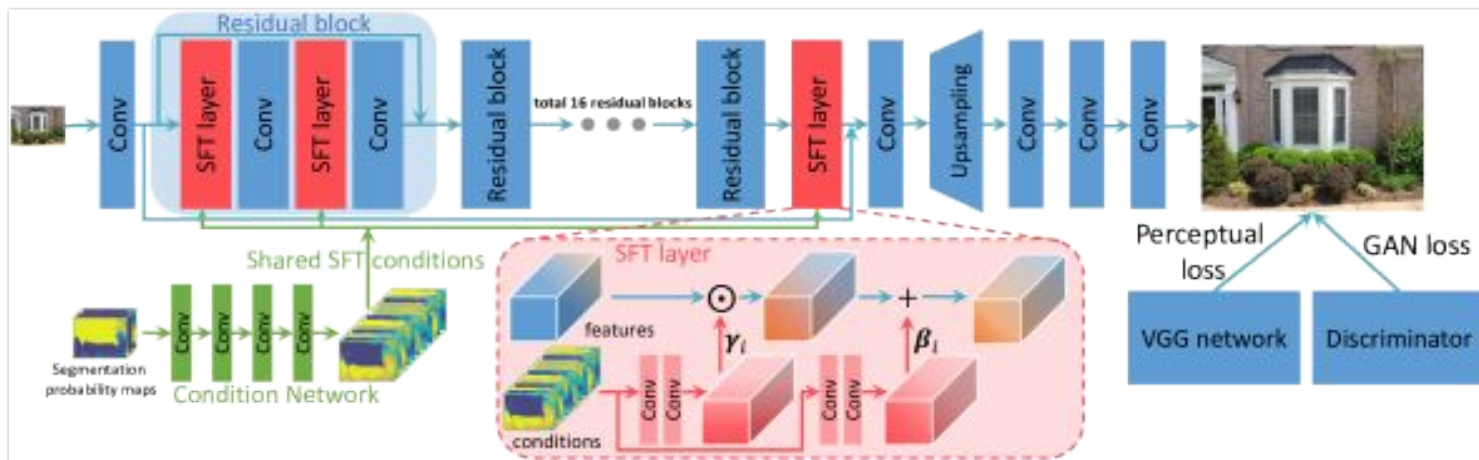 Residual block
Conv
SFT layer
Conv
SFT layer
Conv
Residual block
total 16 residual blocks
Residual block
SFT layer
Conv
Upsampling
Conv
Conv
Conv
Shared SFT conditions
Segmentation
probability maps
Conv
Conv
Conv
Conv
Condition Network
SFT layer
features
⊙
+
γᵢ
βᵢ
conditions
Conv
Conv
Conv
Conv
Perceptual
loss
GAN loss
VGG network
Discriminator